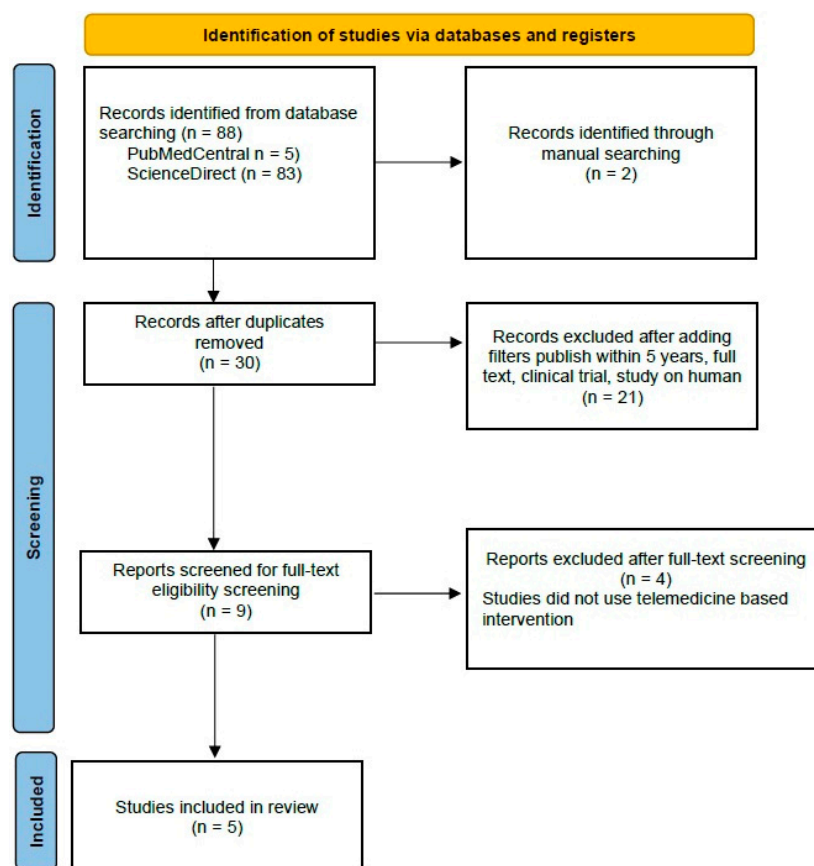 Identification of studies via databases and registers
Identification
Records identified from database
searching (n = 88)
PubMedCentral n = 5)
ScienceDirect (n = 83)
Records identified through
manual searching
(n = 2)
Screening
Records after duplicates
removed
(n = 30)
Records excluded after adding
filters publish within 5 years, full
text, clinical trial, study on human
(n = 21)
Reports screened for full-text
eligibility screening
(n = 9)
Reports excluded after full-text screening
(n = 4)
Studies did not use telemedicine based
intervention
Included
Studies included in review
(n = 5)